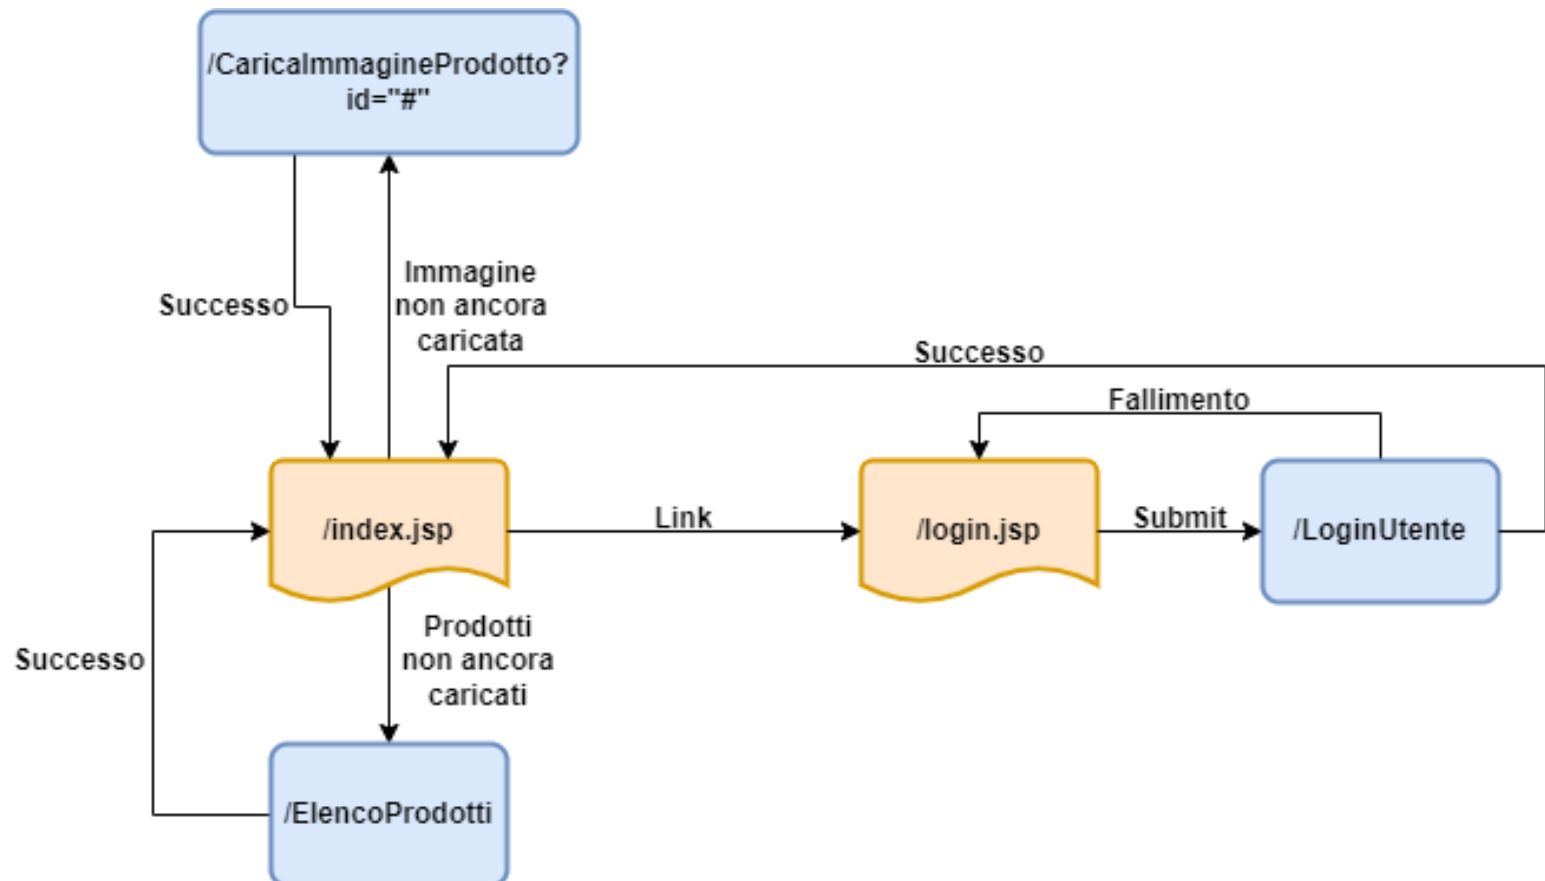 /CaricaImmagineProdotto?
id="#"
Immagine
non ancora
caricata
Successo
Successo
Fallimento
/index.jsp
Link
/login.jsp
Submit
/LoginUtente
Prodotti
non ancora
caricati
Successo
/ElencoProdotti